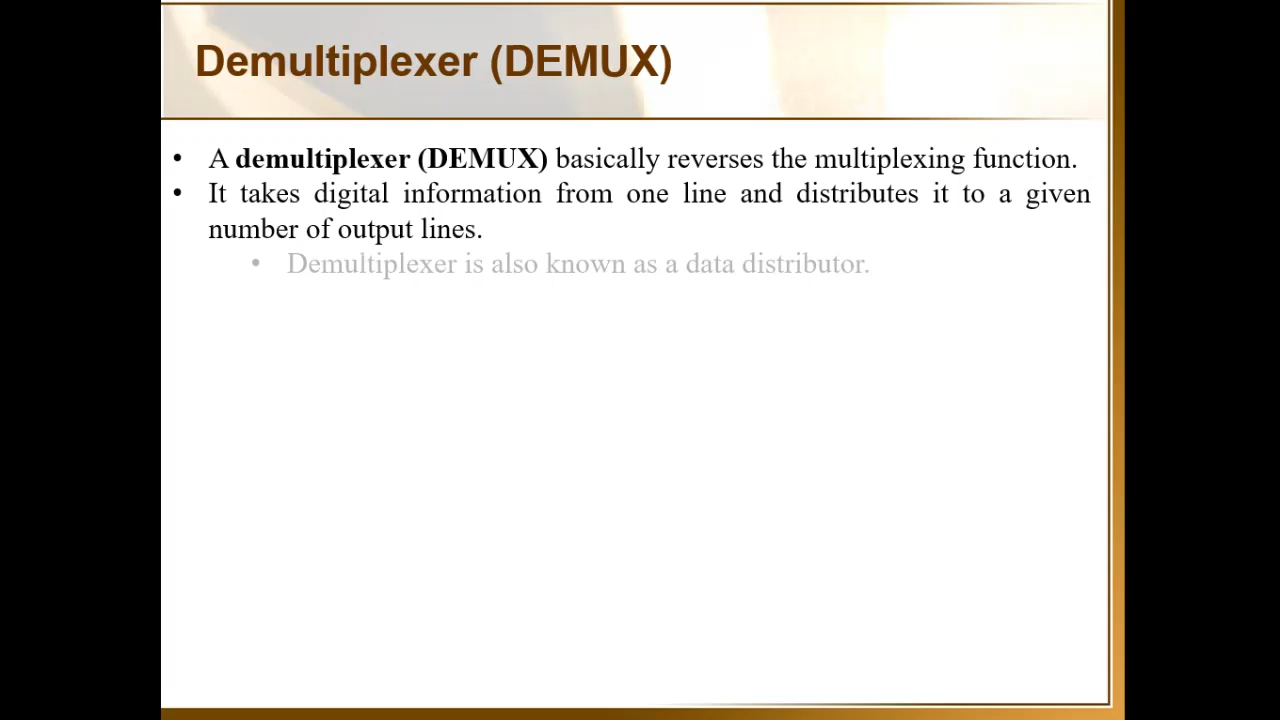 Demultiplexer (DEMUX)
• A demultiplexer (DEMUX) basically reverses the multiplexing function.
• It takes digital information from one line and distributes it to a given
number of output lines.
• Demultiplexer is also known as a data distributor.